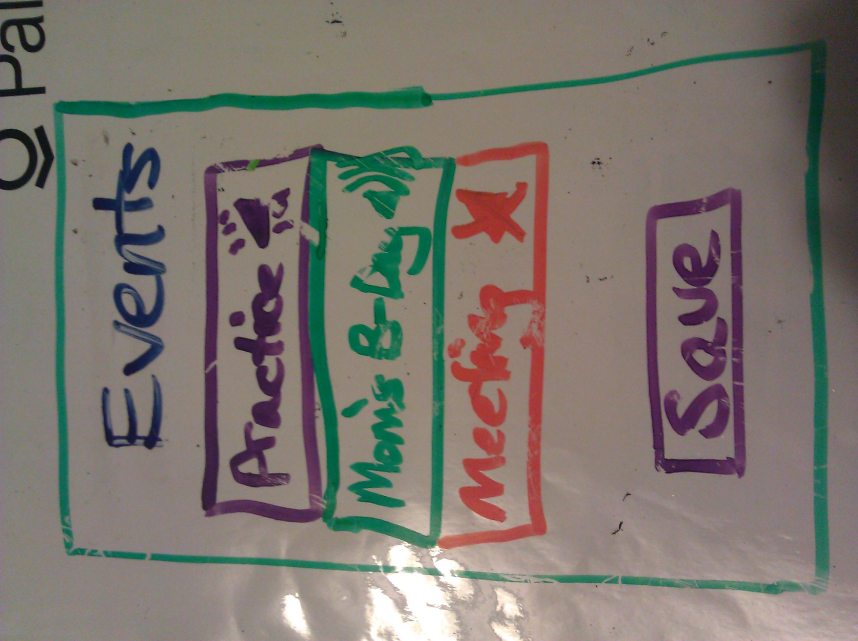 Events
Practice
Mom's B-Day
Meeting
Save